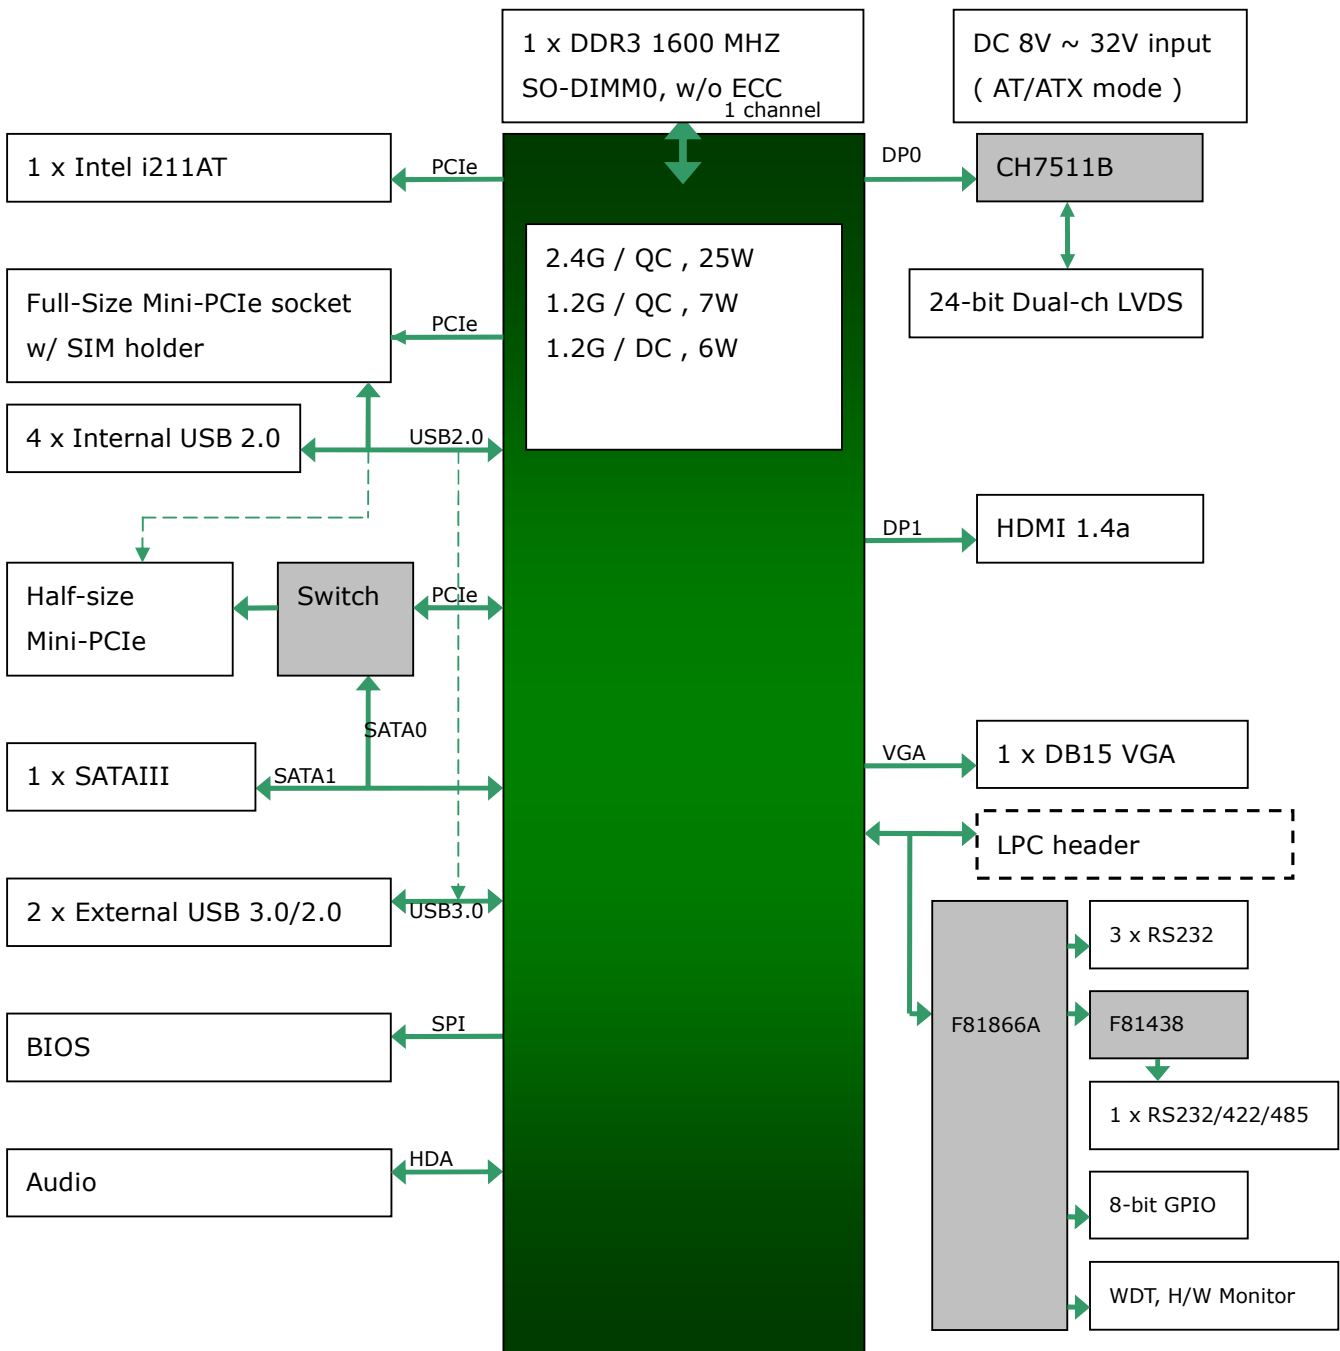 1 x DDR3 1600 MHZ
SO-DIMM0, w/o ECC
1 channel
DC 8V ~ 32V input
( AT/ATX mode )
1 x Intel i211AT
PCIe
DP0
CH7511B
2.4G / QC , 25W
1.2G / QC , 7W
1.2G / DC , 6W
24-bit Dual-ch LVDS
Full-Size Mini-PCIe socket
w/ SIM holder
PCIe
4 x Internal USB 2.0
USB2.0
DP1
HDMI 1.4a
Half-size
Mini-PCIe
Switch
PCIe
SATA0
1 x SATAIII
SATA1
VGA
1 x DB15 VGA
LPC header
2 x External USB 3.0/2.0
USB3.0
F81866A
3 x RS232
F81438
1 x RS232/422/485
8-bit GPIO
WDT, H/W Monitor
BIOS
SPI
Audio
HDA